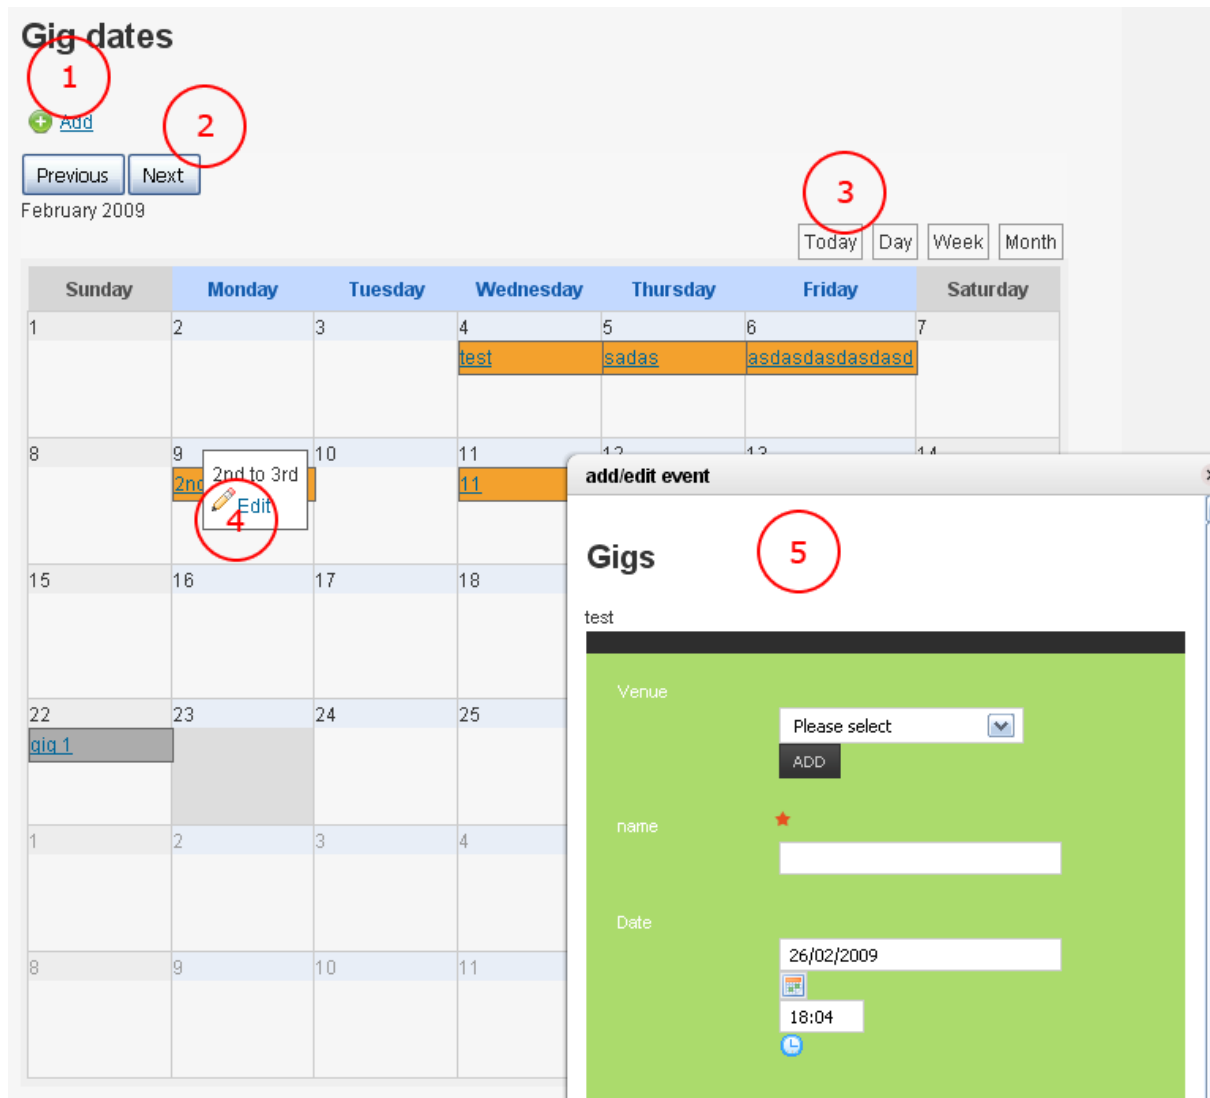 Gig dates
1
Add
2
Previous Next
February 2009
3
Today Day Week Month
Sunday Monday Tuesday Wednesday Thursday Friday Saturday
1 2 3 4 5 6 7
test sadas asdasdasdasdasd
8 9 10 11 12 13 14
2nd 11
2nd to 3rd
Edit
4
15 16 17 18
22 23 24 25
gig 1
1 2 3 4
8 9 10 11
add/edit event
5
Gigs
test
Venue
Please select
ADD
name
Date
26/02/2009
18:04